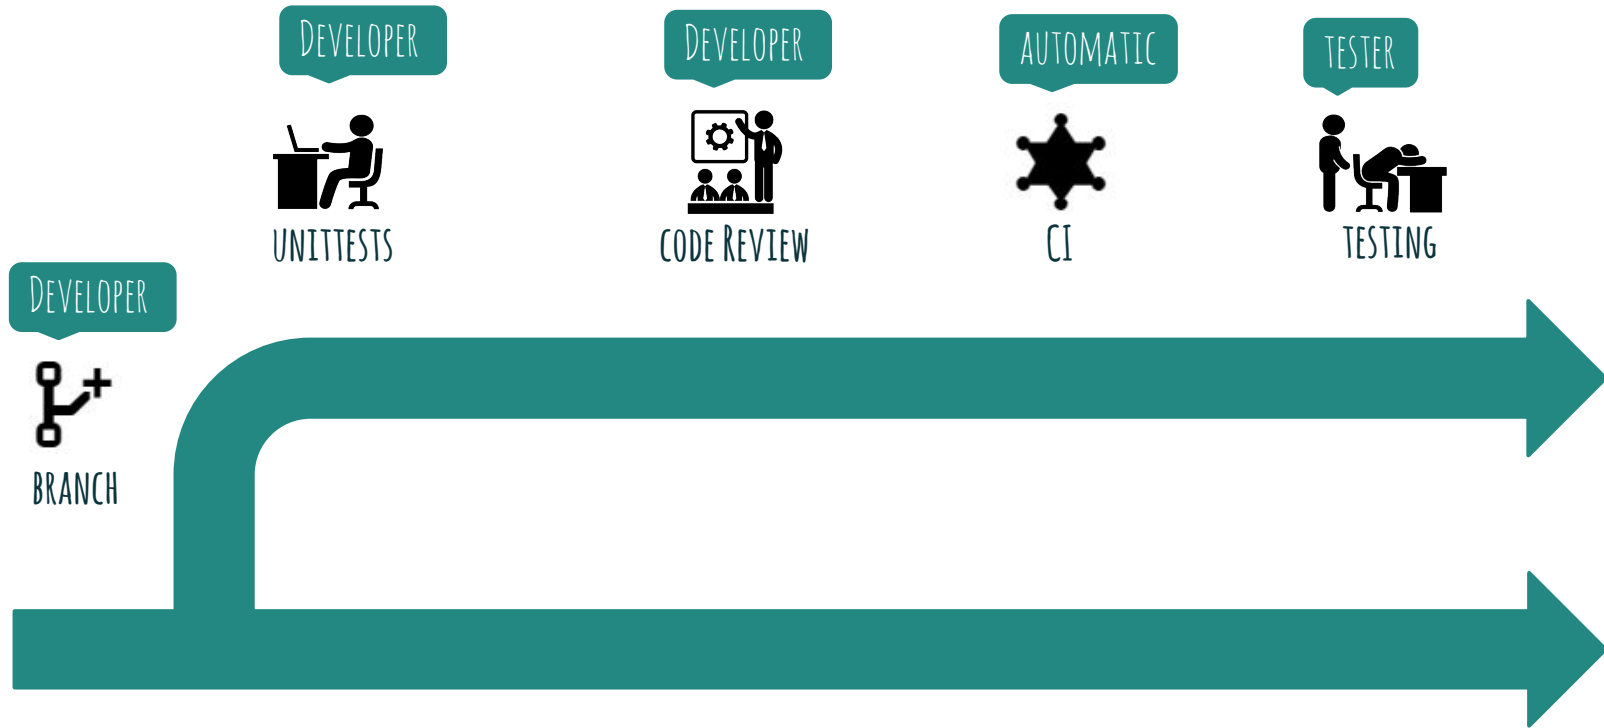 Developer
Developer
Automatic
Tester
Unittests
Code Review
CI
Testing
Developer
Branch